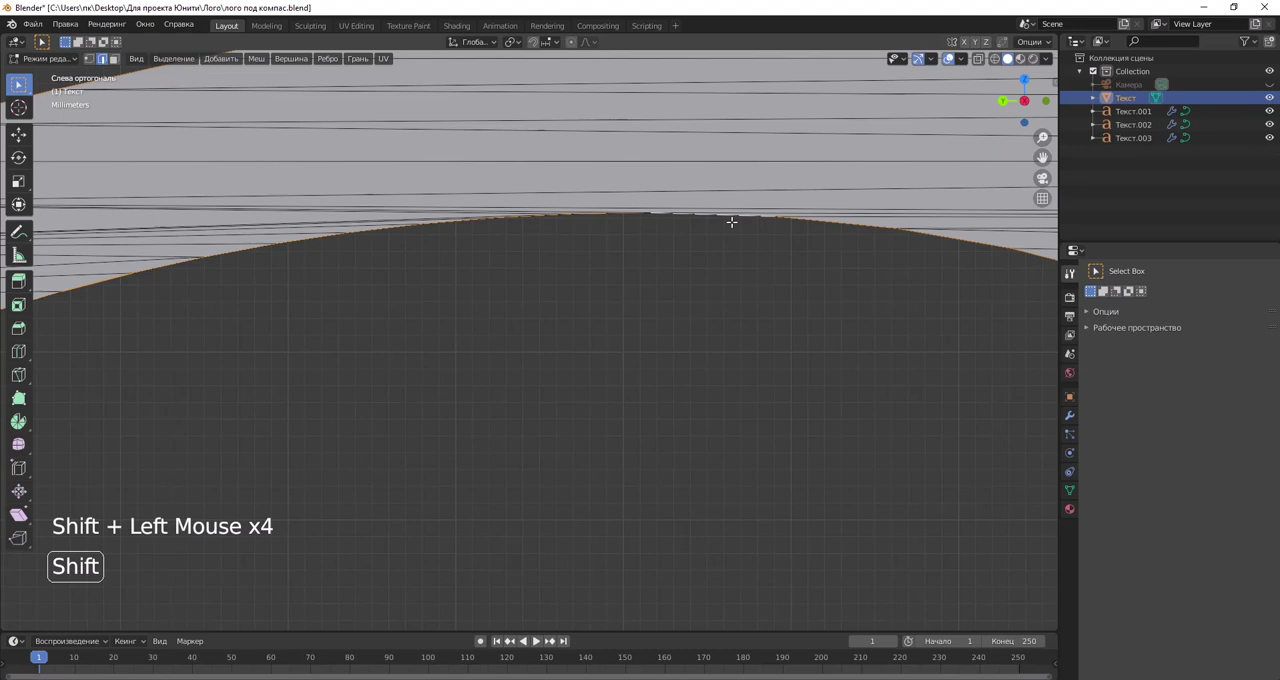 Blender* [C:\Users\пк\Desktop\Для проекта Юнити\Лого\лого под компас.blend]
Файл Правка Рендеринг Окно Справка Layout Modeling Sculpting UV Editing Texture Paint Shading Animation Rendering Compositing Scripting + Scene View Layer
Глоба... X Y Z Опции
Режим реда... Вид Выделение Добавить Меш Вершина Ребро Грань UV
Слева ортогональ
(1) Текст
Millimeters
Z
Y X
Коллекция сцены
Collection
Камера
Текст
Текст.001
Текст.002
Текст.003
Select Box
Опции
Рабочее пространство
Shift + Left Mouse x4
Shift
Воспроизведение Кеинг Вид Маркер 1 Начало 1 Конец 250
1 10 20 30 40 50 60 70 80 90 100 110 120 130 140 150 160 170 180 190 200 210 220 230 240 250